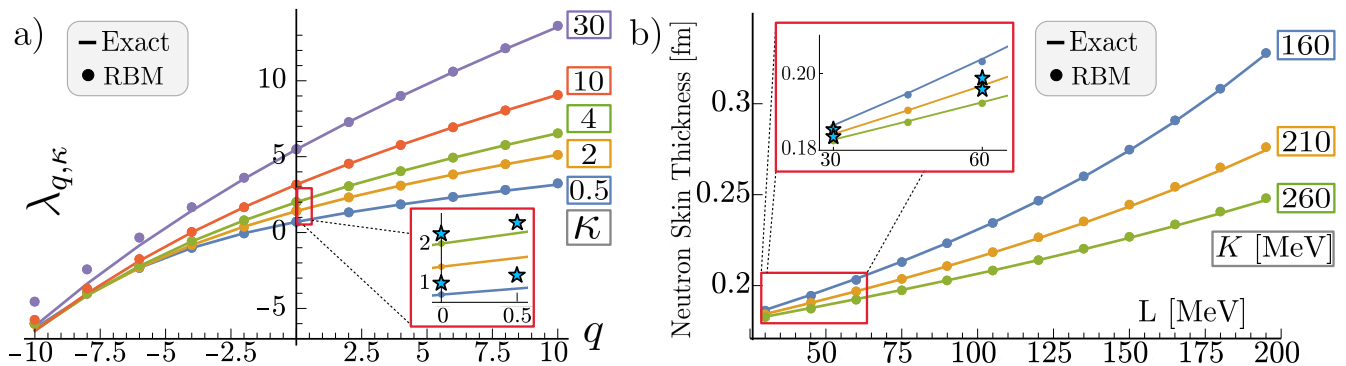 a)
Exact
RBM
λq,κ
10
5
0
−5
−10 −7.5 −5 −2.5 2.5 5 7.5 10 q
30
10
4
2
0.5
κ
2
1
0 0.5
b)
Exact
RBM
Neutron Skin Thickness [fm]
0.3
0.25
0.2
50 75 100 125 150 175 200
L [MeV]
160
210
260
K [MeV]
0.20
0.18
30 60